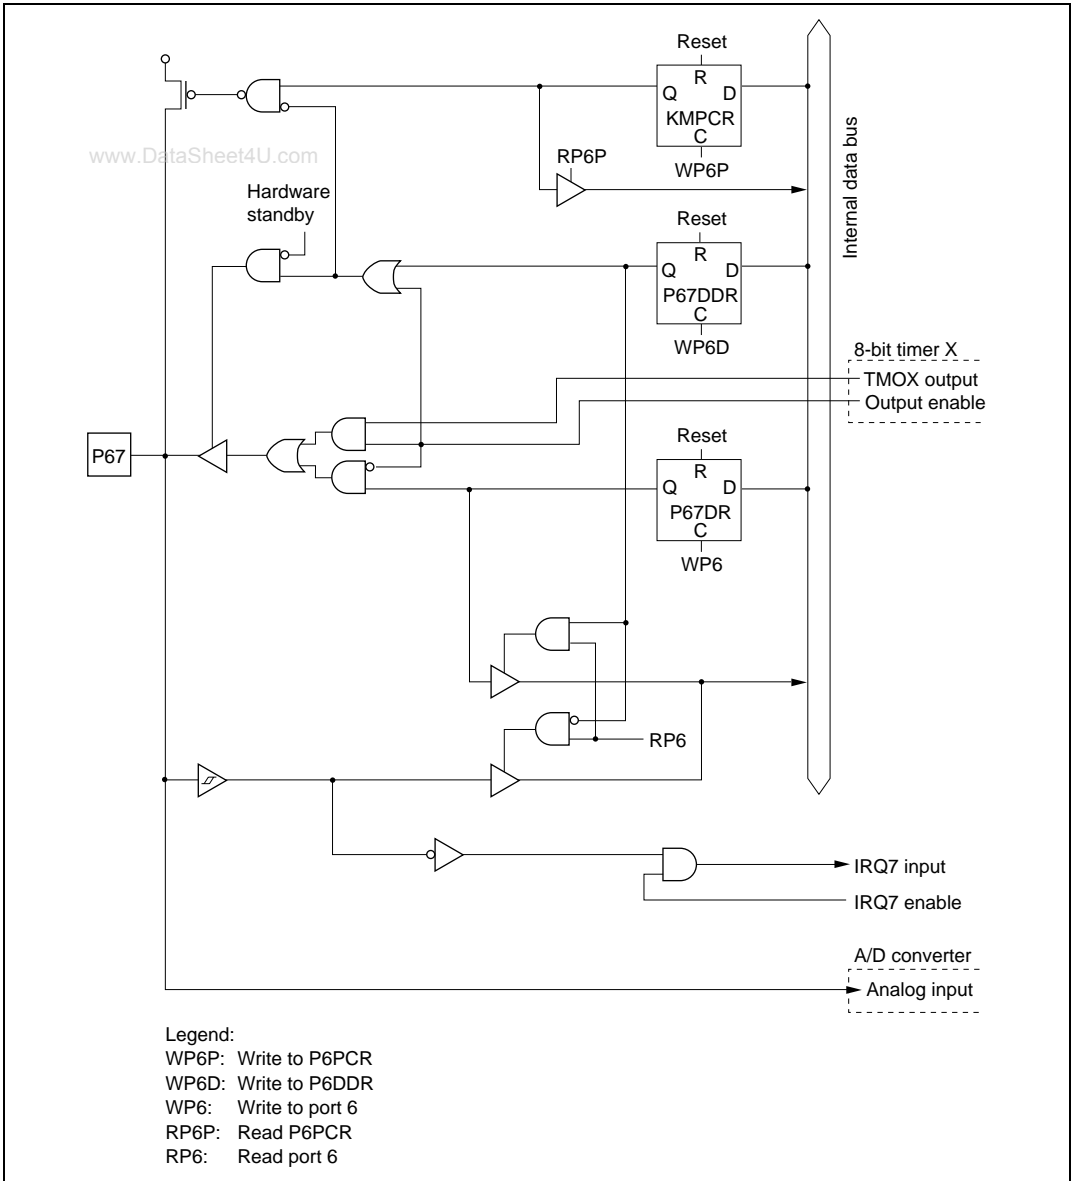 Reset
R
Q D
KMPCR
C
WP6P
RP6P
www.DataSheet4U.com
Hardware
standby
Internal data bus
Reset
R
Q D
P67DDR
C
WP6D
8-bit timer X
TMOX output
Output enable
Reset
R
Q D
P67DR
C
WP6
P67
RP6
IRQ7 input
IRQ7 enable
A/D converter
Analog input
Legend:
WP6P: Write to P6PCR
WP6D: Write to P6DDR
WP6: Write to port 6
RP6P: Read P6PCR
RP6: Read port 6